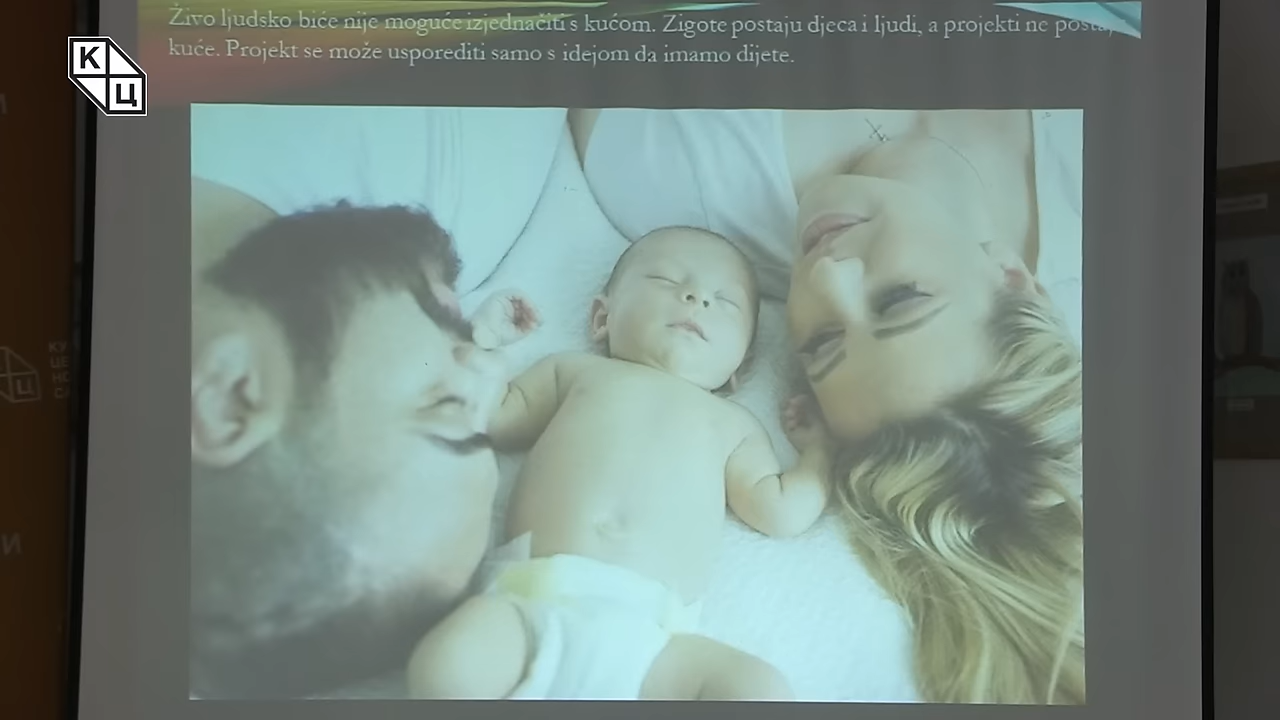 Živo ljudsko biće nije moguće izjednačiti s kućom. Zigote postaju djeca i ljudi, a projekti ne
kuće. Projekt se može usporediti samo s idejom da imamo dijete.
К
Ц